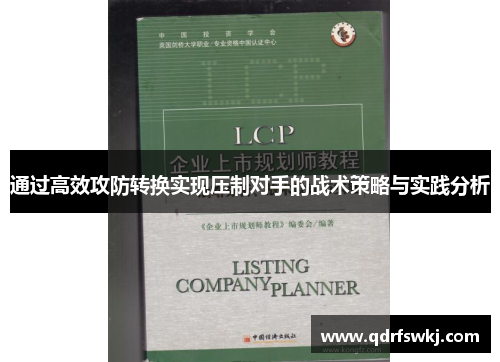 中国投资学会
英国剑桥大学职业/专业资格中国认证中心
LCP
LCP
企业上市规划师教程
通过高效攻防转换实现压制对手的战术策略与实践分析
《企业上市规划师教程》编委会/编著
LISTING
COMPANY PLANNER
中国经济出版社
www.qdrfswkj.com